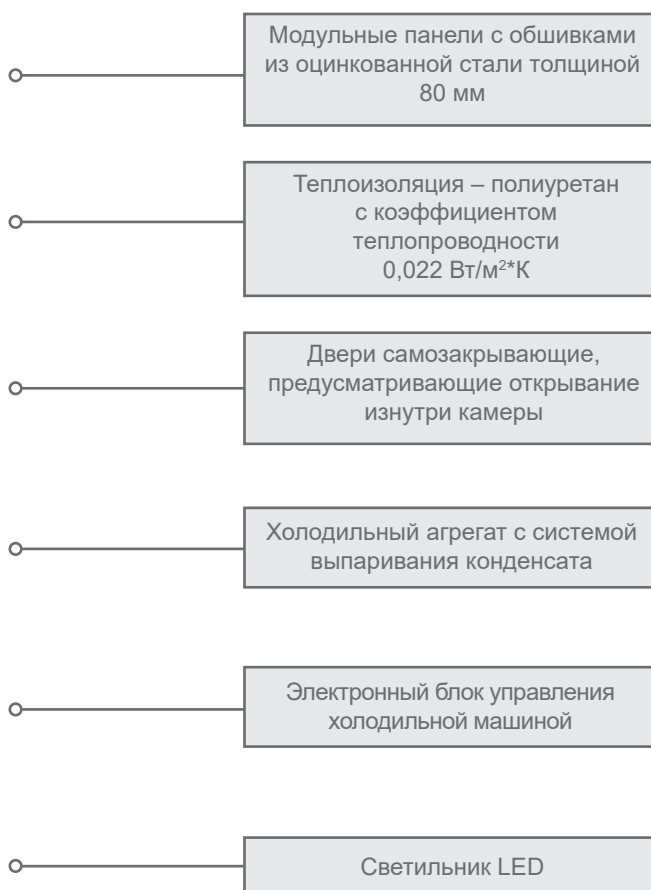 Модульные панели с обшивками
из оцинкованной стали толщиной
80 мм
Теплоизоляция – полиуретан
с коэффициентом
теплопроводности
0,022 Вт/м²*К
Двери самозакрывающие,
предусматривающие открывание
изнутри камеры
Холодильный агрегат с системой
выпаривания конденсата
Электронный блок управления
холодильной машиной
Светильник LED